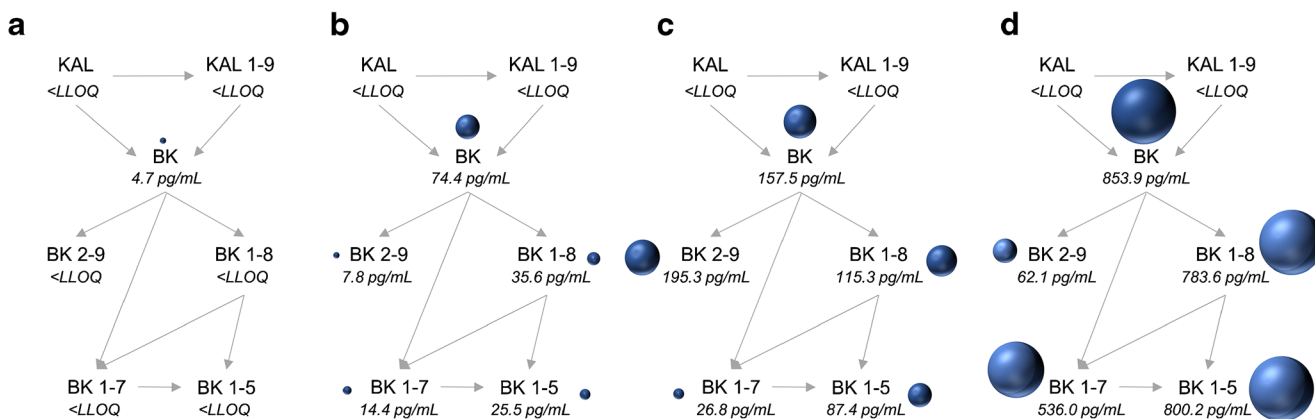 a
KAL
KAL 1-9
<LLOQ
<LLOQ
BK
4.7 pg/mL
BK 2-9
<LLOQ
BK 1-8
<LLOQ
BK 1-7
<LLOQ
BK 1-5
<LLOQ
b
KAL
KAL 1-9
<LLOQ
<LLOQ
BK
74.4 pg/mL
BK 2-9
7.8 pg/mL
BK 1-8
35.6 pg/mL
BK 1-7
14.4 pg/mL
BK 1-5
25.5 pg/mL
c
KAL
KAL 1-9
<LLOQ
<LLOQ
BK
157.5 pg/mL
BK 2-9
195.3 pg/mL
BK 1-8
115.3 pg/mL
BK 1-7
26.8 pg/mL
BK 1-5
87.4 pg/mL
d
KAL
KAL 1-9
<LLOQ
<LLOQ
BK
853.9 pg/mL
BK 2-9
62.1 pg/mL
BK 1-8
783.6 pg/mL
BK 1-7
536.0 pg/mL
BK 1-5
800.2 pg/mL